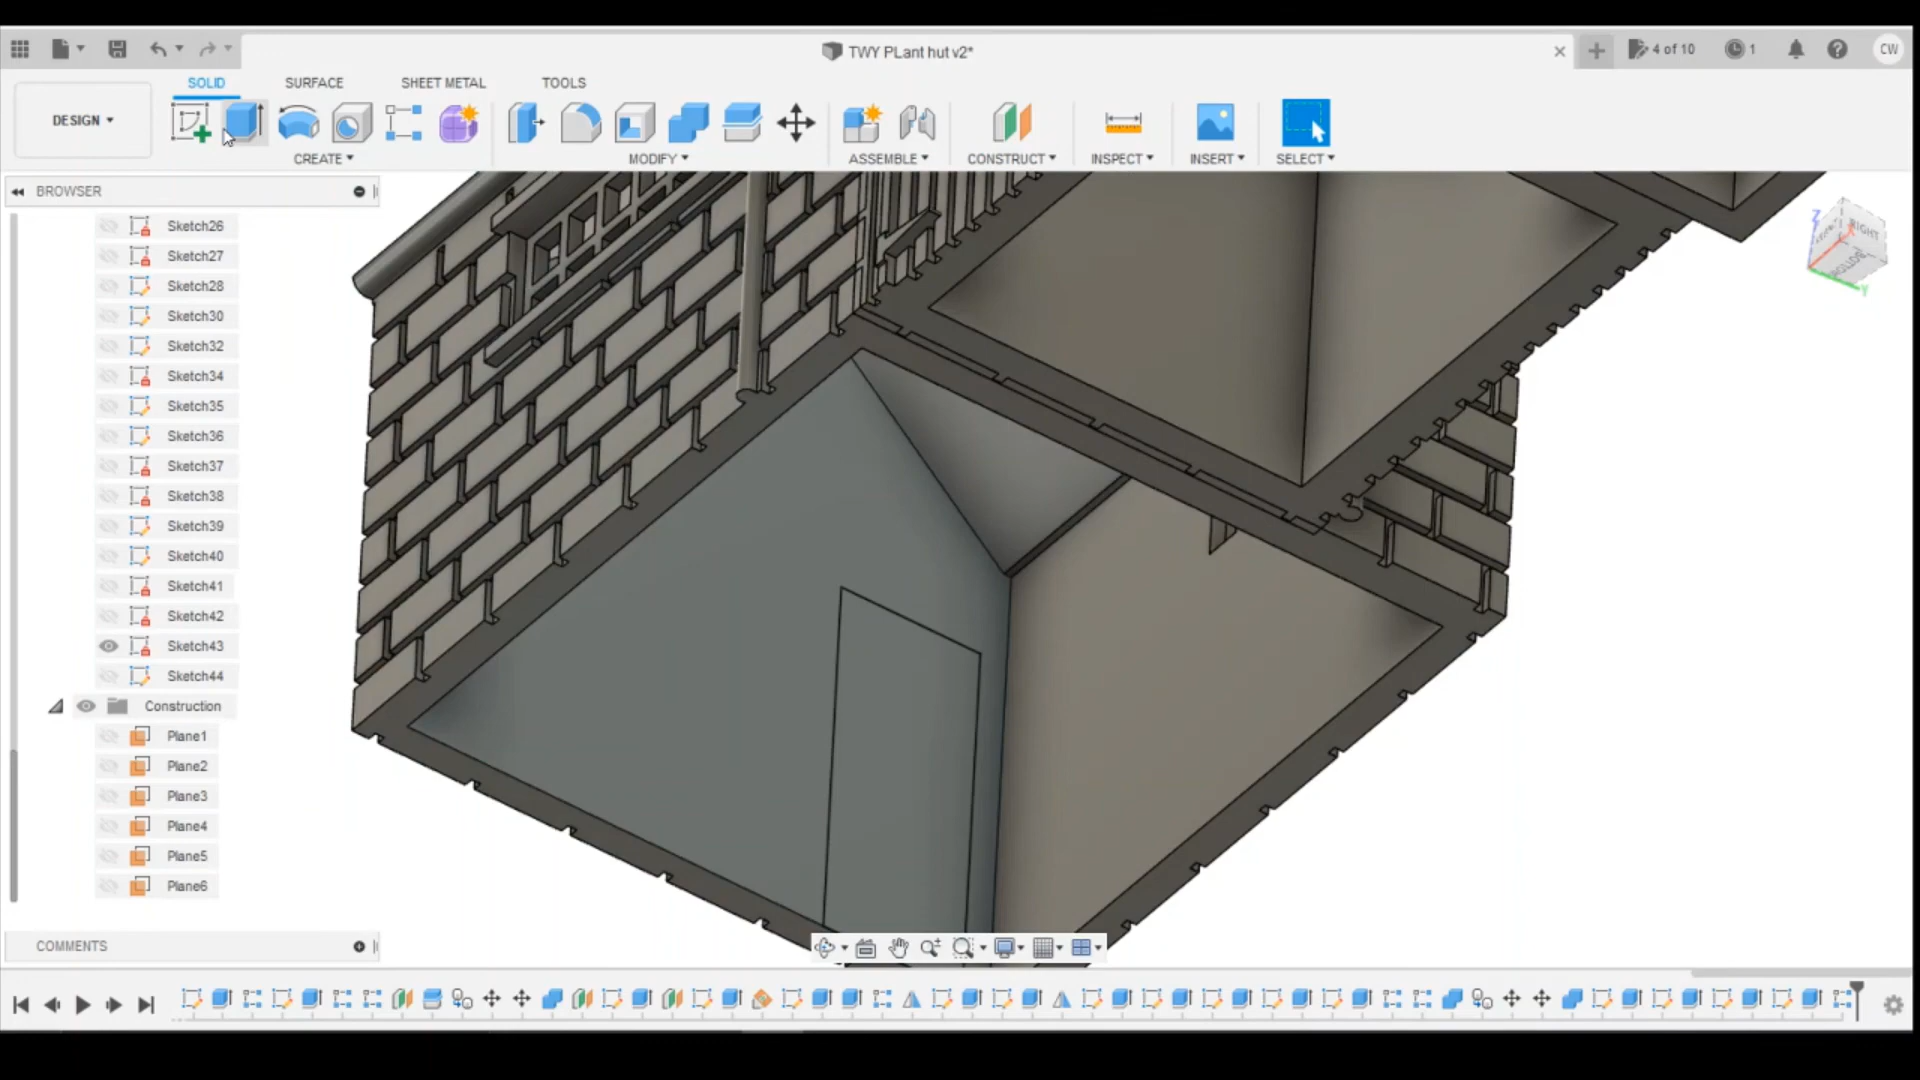 TWY PLant hut v2*
4 of 10
1
CW
SOLID
SURFACE
SHEET METAL
TOOLS
DESIGN
CREATE
MODIFY
ASSEMBLE
CONSTRUCT
INSPECT
INSERT
SELECT
BROWSER
Sketch26
Sketch27
Sketch28
Sketch30
Sketch32
Sketch34
Sketch35
Sketch36
Sketch37
Sketch38
Sketch39
Sketch40
Sketch41
Sketch42
Sketch43
Sketch44
Construction
Plane1
Plane2
Plane3
Plane4
Plane5
Plane6
COMMENTS
Z
RIGHT
BOTTOM
Y